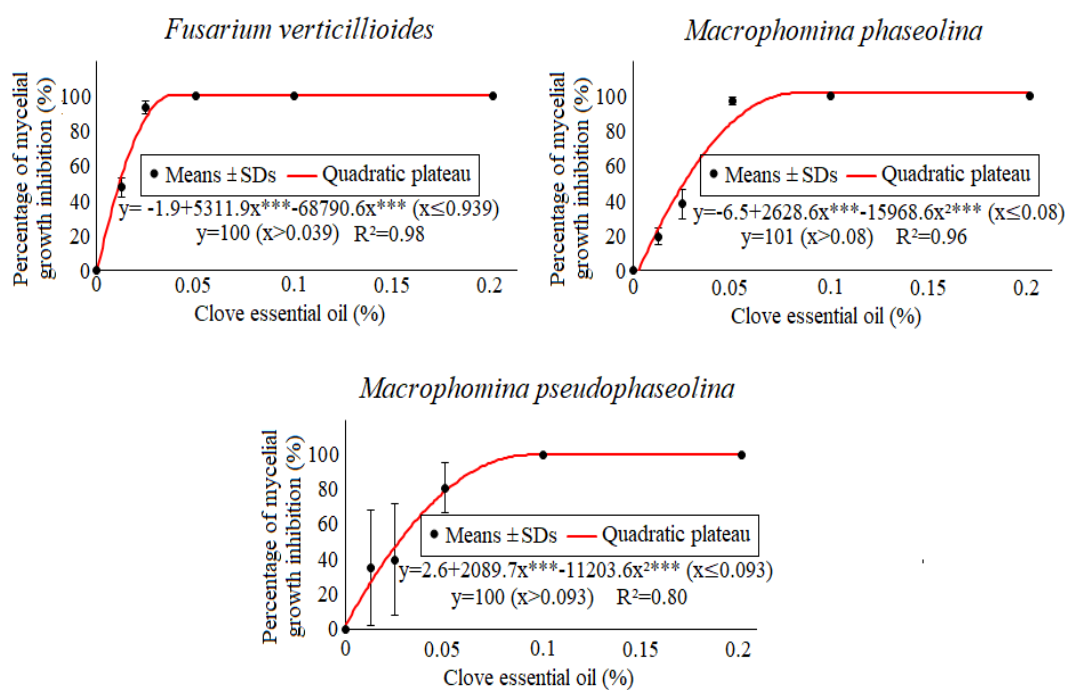 Fusarium verticillioides
Percentage of mycelial
growth inhibition (%)
100
80
60
40
20
0
Means ± SDs Quadratic plateau
y= -1.9+5311.9x***-68790.6x*** (x≤0.939)
y=100 (x>0.039) R²=0.98
0 0.05 0.1 0.15 0.2
Clove essential oil (%)
Macrophomina phaseolina
Percentage of mycelial
growth inhibition (%)
100
80
60
40
20
0
Means ± SDs Quadratic plateau
y=-6.5+2628.6x***-15968.6x²*** (x≤0.08)
y=101 (x>0.08) R²=0.96
0 0.05 0.1 0.15 0.2
Clove essential oil (%)
Macrophomina pseudophaseolina
Percentage of mycelial
growth inhibition (%)
100
80
60
40
20
0
Means ± SDs Quadratic plateau
y=2.6+2089.7x***-11203.6x²*** (x≤0.093)
y=100 (x>0.093) R²=0.80
0 0.05 0.1 0.15 0.2
Clove essential oil (%)